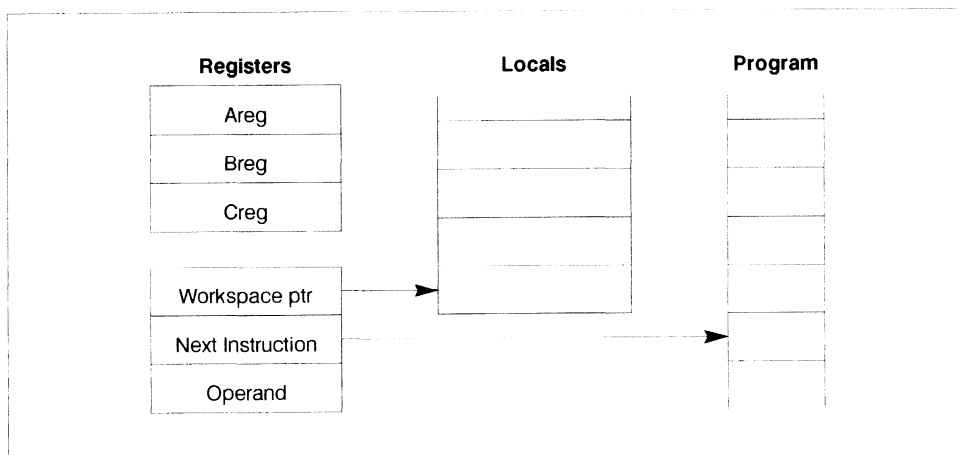 Registers
Locals
Program
Areg
Breg
Creg
Workspace ptr
Next Instruction
Operand